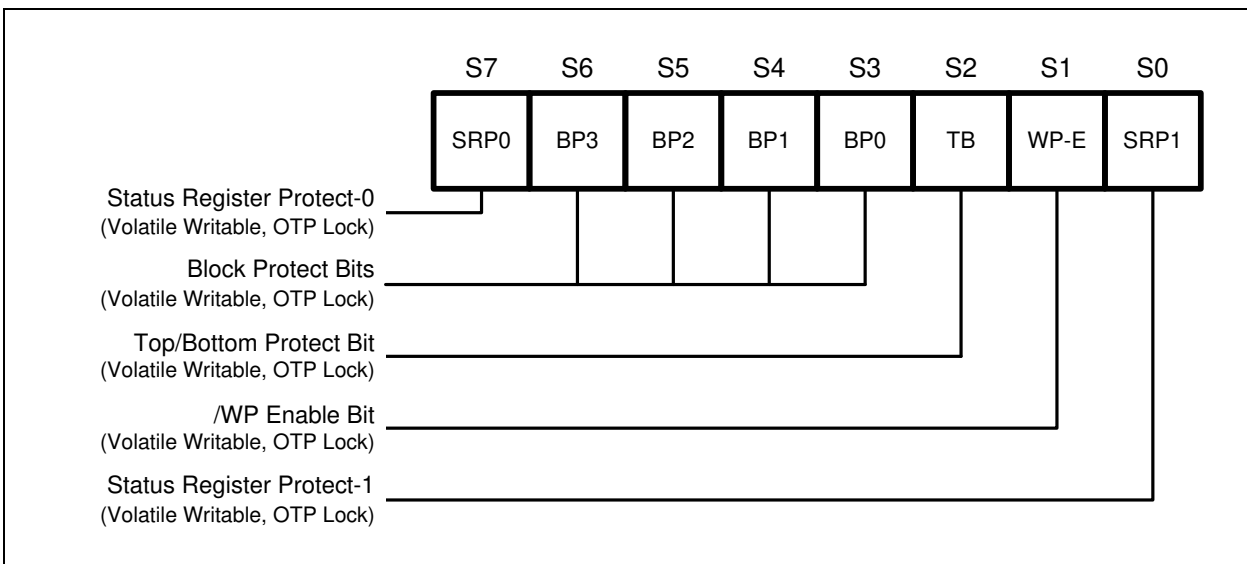 S7 S6 S5 S4 S3 S2 S1 S0
SRP0 BP3 BP2 BP1 BP0 TB WP-E SRP1
Status Register Protect-0
(Volatile Writable, OTP Lock)
Block Protect Bits
(Volatile Writable, OTP Lock)
Top/Bottom Protect Bit
(Volatile Writable, OTP Lock)
/WP Enable Bit
(Volatile Writable, OTP Lock)
Status Register Protect-1
(Volatile Writable, OTP Lock)